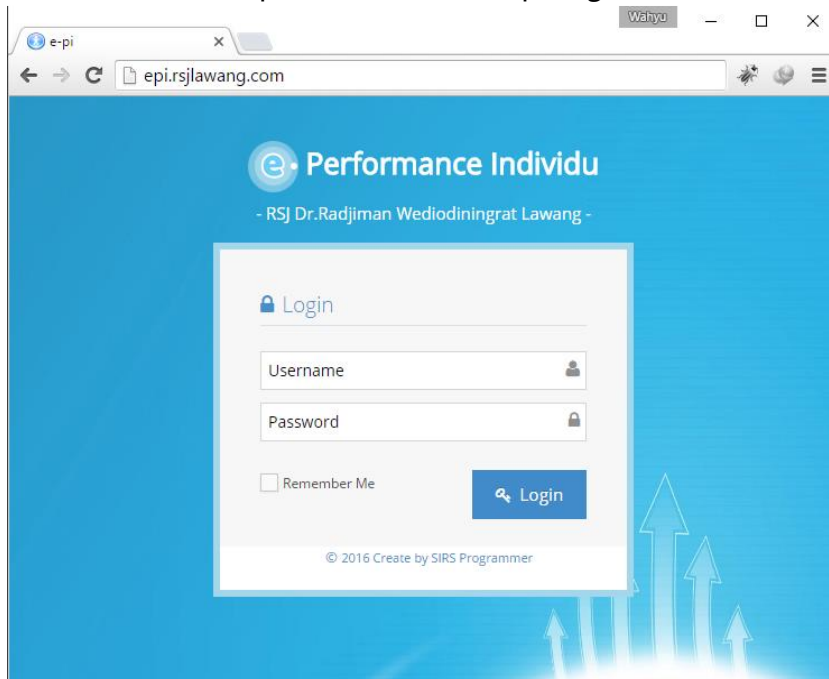 Wahyu
e-pi
epi.rsjlawang.com
e Performance Individu
- RSJ Dr.Radjiman Wediodiningrat Lawang -
Login
Username
Password
Remember Me
Login
© 2016 Create by SIRS Programmer